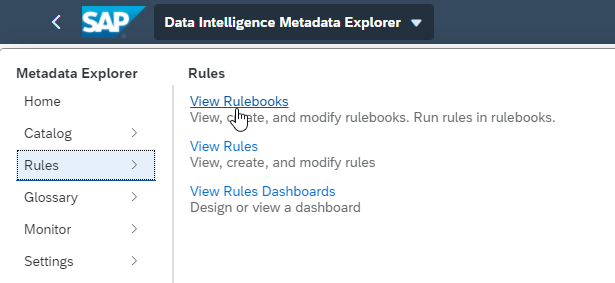 SAP Data Intelligence Metadata Explorer
Metadata Explorer
Home
Catalog
Rules
Glossary
Monitor
Settings
Rules
View Rulebooks
View, create, and modify rulebooks. Run rules in rulebooks.
View Rules
View, create, and modify rules
View Rules Dashboards
Design or view a dashboard